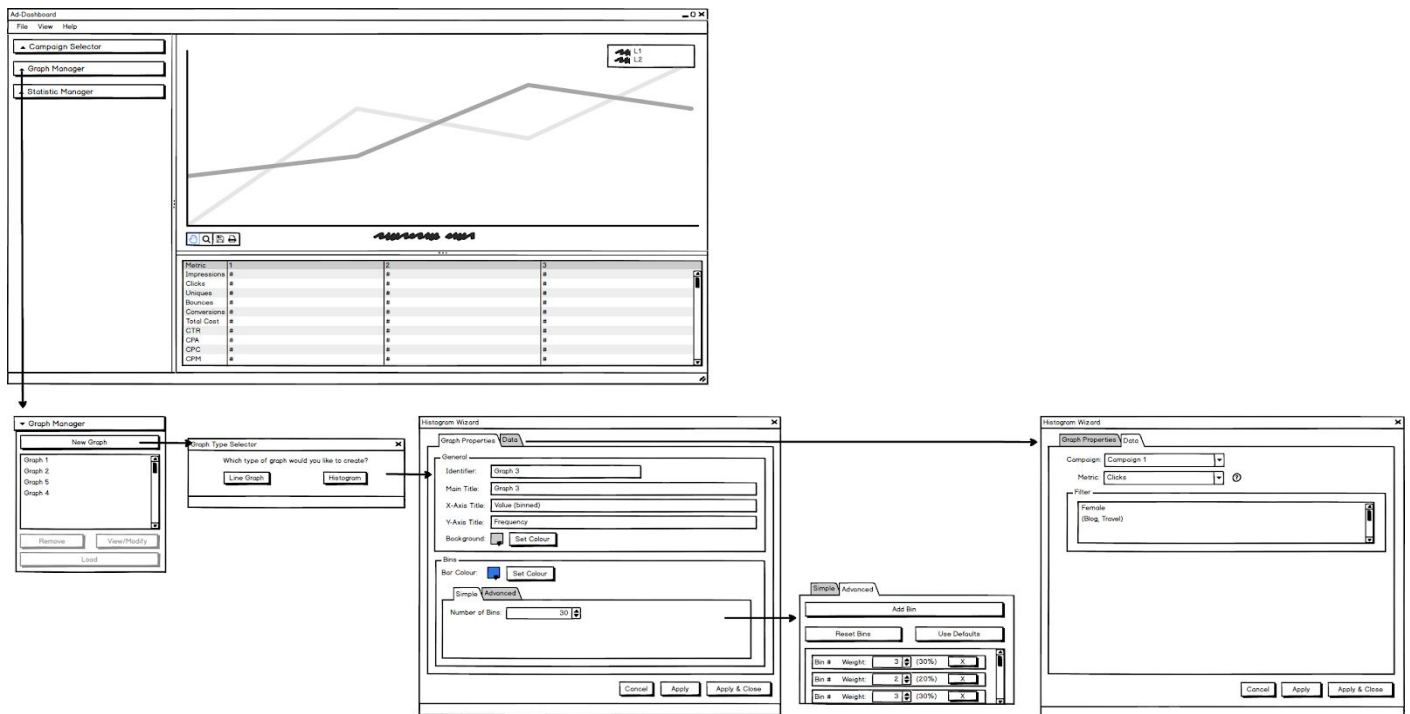 Ad-Dashboard
File View Help
Campaign Selector
Graph Manager
Statistic Manager
L1
L2
Metric 1 2 3
Impressions # # #
Clicks # # #
Uniques # # #
Bounces # # #
Conversions # # #
Total Cost # # #
CTR # # #
CPA # # #
CPC # # #
CPM # # #
Graph Manager
New Graph
Graph 1
Graph 2
Graph 5
Graph 4
Remove View/Modify
Load
Graph Type Selector
Which type of graph would you like to create?
Line Graph Histogram
Histogram Wizard
Graph Properties Data
General
Identifier: Graph 3
Main Title: Graph 3
X-Axis Title: Value (binned)
Y-Axis Title: Frequency
Background: Set Colour
Bins
Bar Colour: Set Colour
Simple Advanced
Number of Bins: 30
Cancel Apply Apply & Close
Simple Advanced
Add Bin
Reset Bins Use Defaults
Bin # Weight: 3 (30%) X
Bin # Weight: 2 (20%) X
Bin # Weight: 3 (30%) X
Histogram Wizard
Graph Properties Data
Campaign: Campaign 1
Metric: Clicks ?
Filter
Female
(Blog, Travel)
Cancel Apply Apply & Close